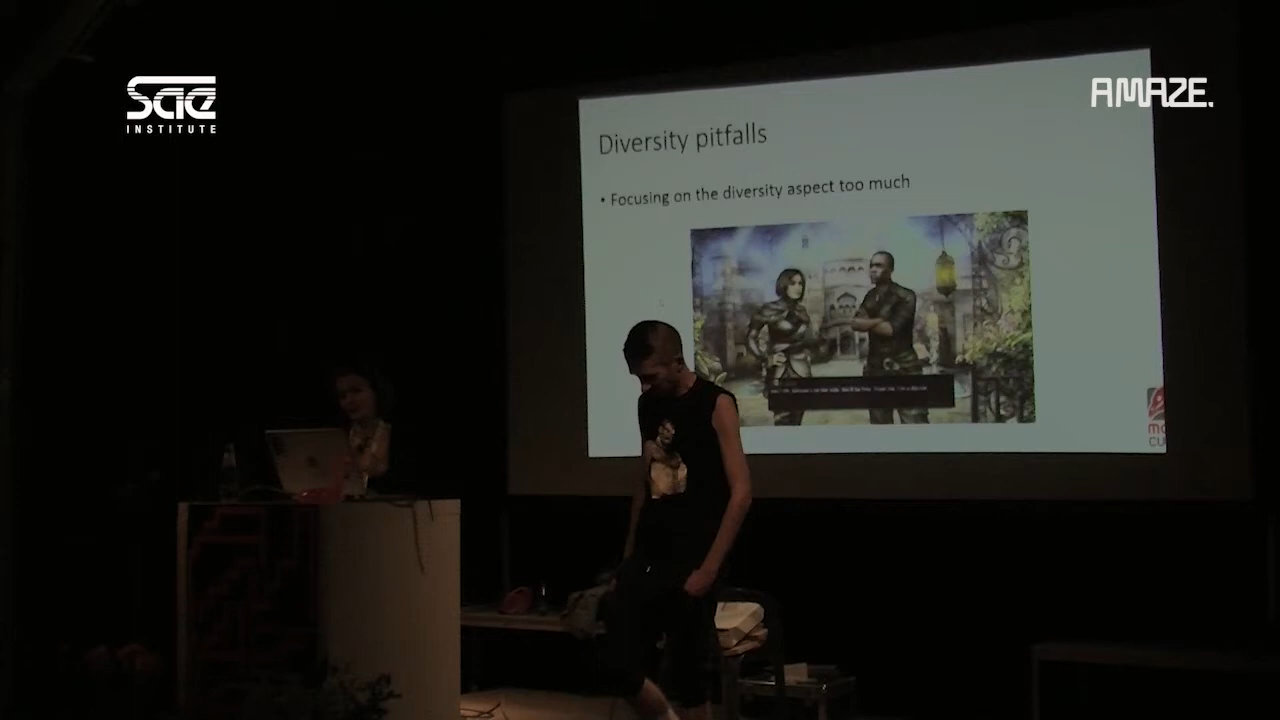 Sae
INSTITUTE
AMAZE.
Diversity pitfalls
• Focusing on the diversity aspect too much